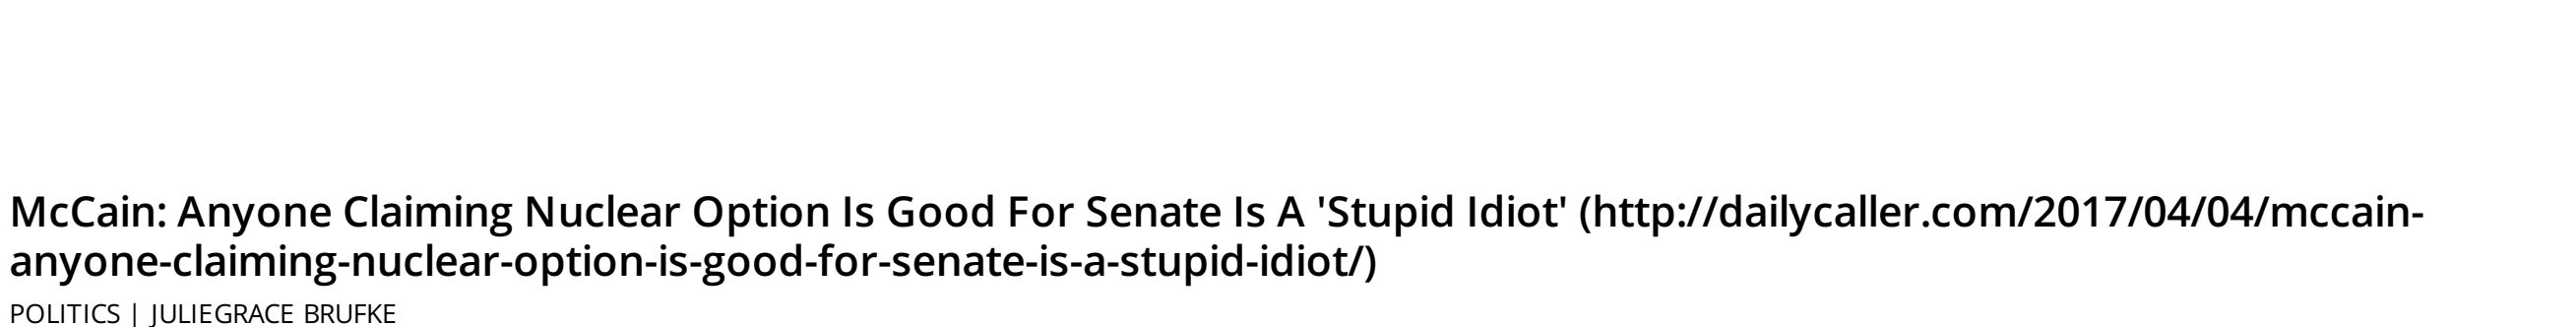 McCain: Anyone Claiming Nuclear Option Is Good For Senate Is A 'Stupid Idiot' (http://dailycaller.com/2017/04/04/mccain-
anyone-claiming-nuclear-option-is-good-for-senate-is-a-stupid-idiot/)
POLITICS | JULIEGRACE BRUFKE